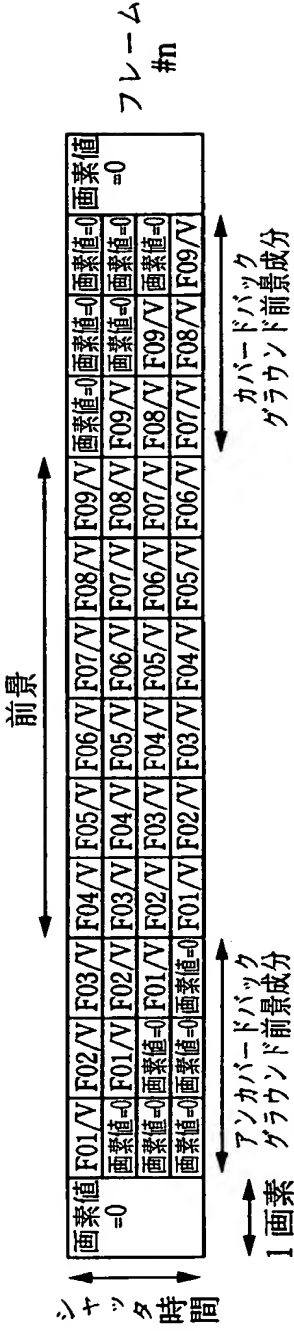 前景
フレーム
#n
シャッタ
時間
画素値
=0
F01/V F02/V F03/V F04/V F05/V F06/V F07/V F08/V F09/V 画素値=0 画素値=0 画素値=0
画素値=0 F01/V F02/V F03/V F04/V F05/V F06/V F07/V F08/V F09/V 画素値=0 画素値=0
画素値=0 画素値=0 F01/V F02/V F03/V F04/V F05/V F06/V F07/V F08/V F09/V 画素値=0
画素値=0 画素値=0 画素値=0 F01/V F02/V F03/V F04/V F05/V F06/V F07/V F08/V F09/V
画素値
=0
1画素
アンカバードバック
グラウンド前景成分
カバードバック
グラウンド前景成分